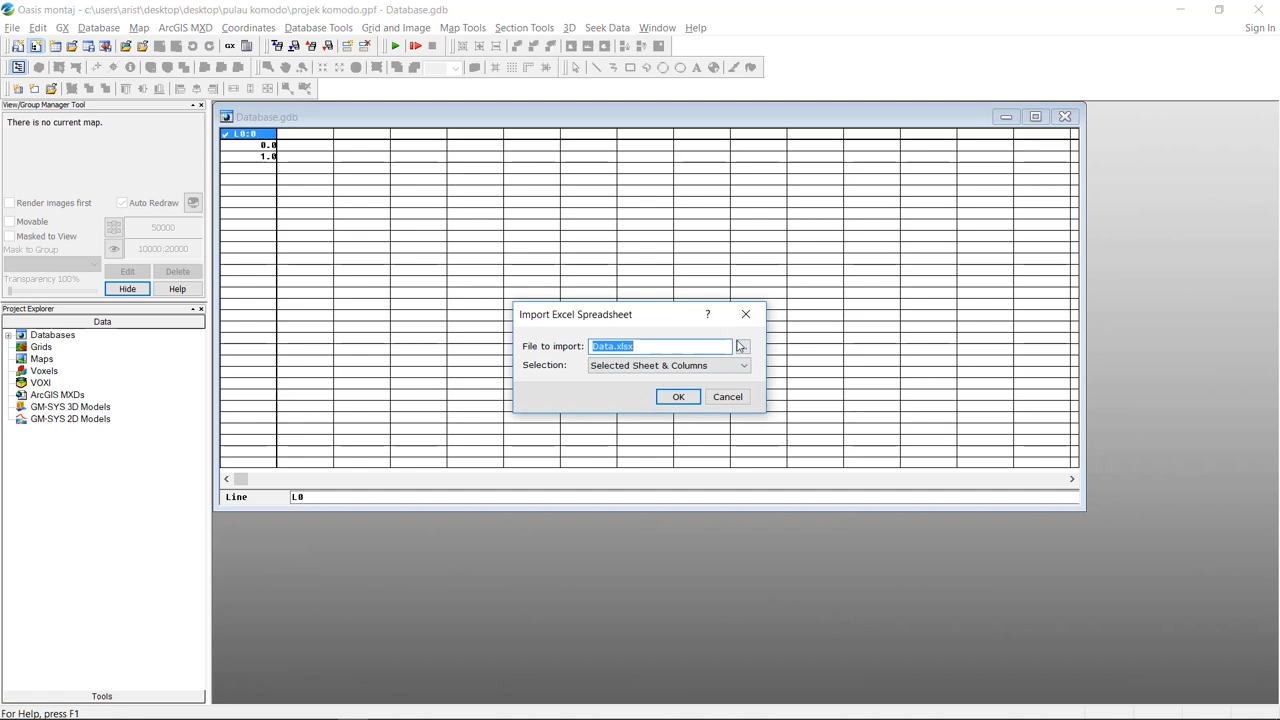 Oasis montaj - c:\users\arist\desktop\desktop\pulau komodo\projek komodo.gpf - Database.gdb
File Edit GX Database Map ArcGIS MXD Coordinates Database Tools Grid and Image Map Tools Section Tools 3D Seek Data Window Help Sign In
GX
View/Group Manager Tool
There is no current map.
Render images first Auto Redraw
Movable
50000
Masked to View
Mask to Group
10000:20000
Transparency 100%
Edit Delete
Hide Help
Project Explorer
Data
Databases
Grids
Maps
Voxels
VOXI
ArcGIS MXDs
GM-SYS 3D Models
GM-SYS 2D Models
Tools
Database.gdb
L0:0
0.0
1.0
Line L0
Import Excel Spreadsheet ?
File to import: Data.xlsx
Selection: Selected Sheet & Columns
OK Cancel
For Help, press F1